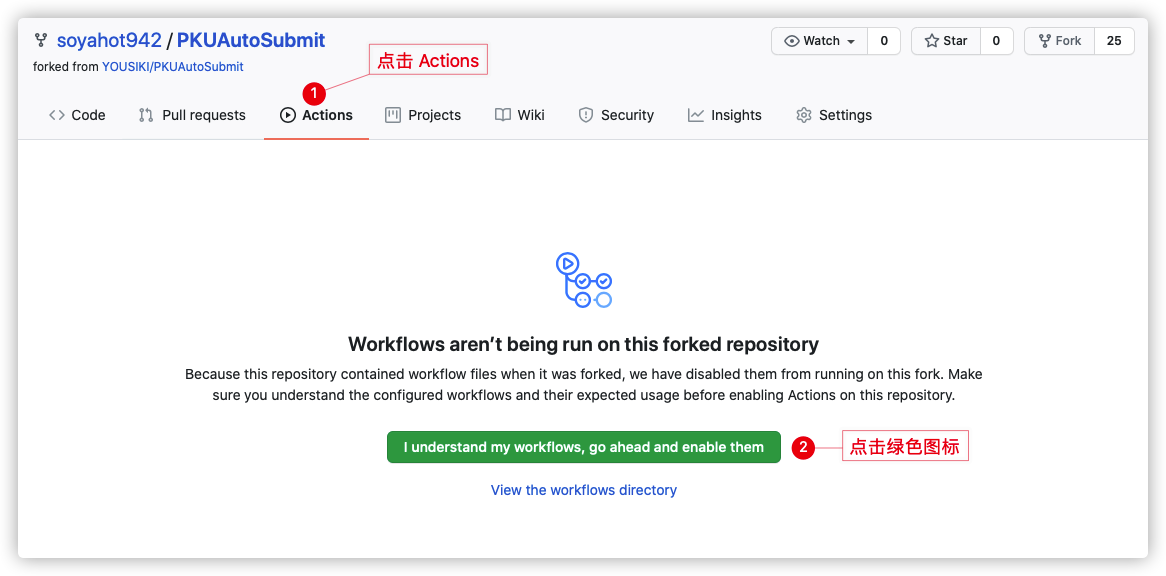 soyahot942 / PKUAutoSubmit
Watch 0 Star 0 Fork 25
forked from YOUSIKI/PKUAutoSubmit
点击 Actions
1
Code Pull requests Actions Projects Wiki Security Insights Settings
Workflows aren’t being run on this forked repository
Because this repository contained workflow files when it was forked, we have disabled them from running on this fork. Make
sure you understand the configured workflows and their expected usage before enabling Actions on this repository.
I understand my workflows, go ahead and enable them
2 点击绿色图标
View the workflows directory